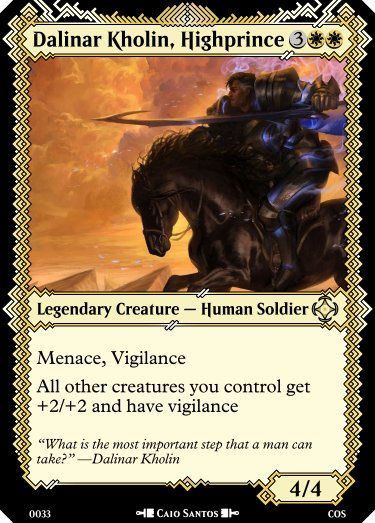 Dalinar Kholin, Highprince 3
Legendary Creature — Human Soldier
Menace, Vigilance
All other creatures you control get
+2/+2 and have vigilance
“What is the most important step that a man can
take?” —Dalinar Kholin
4/4
0033 Caio Santos COS